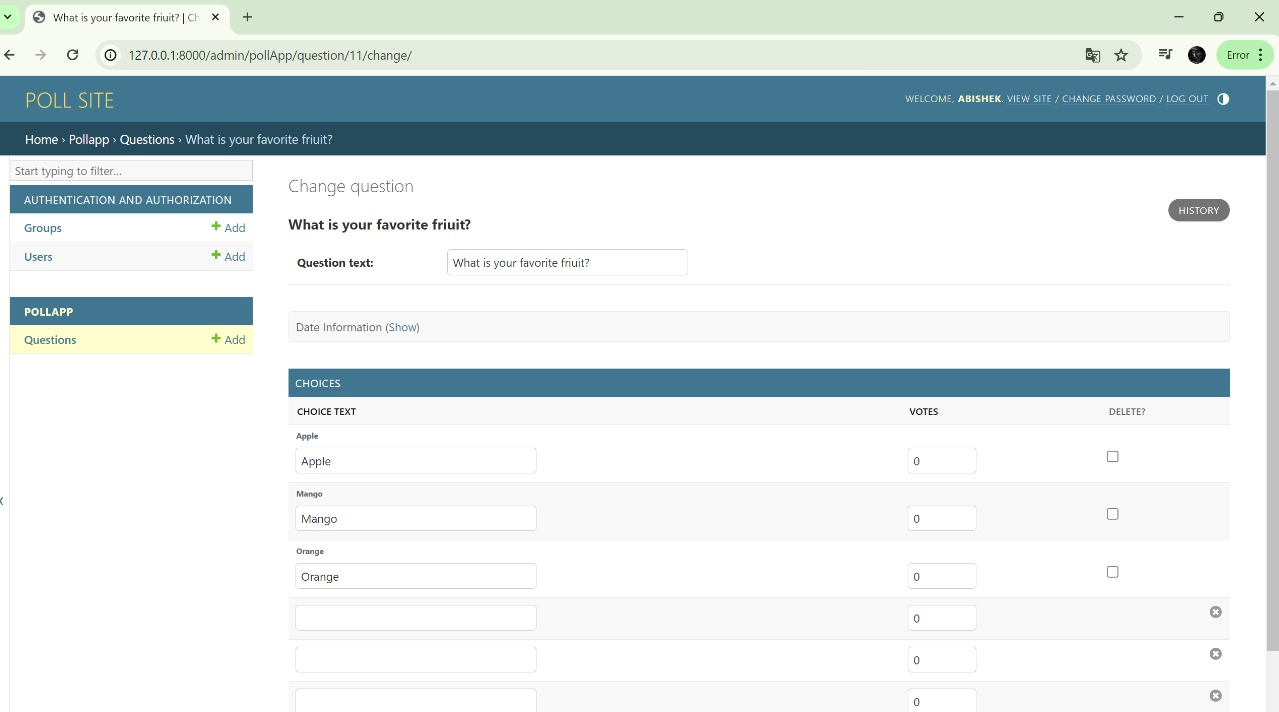 What is your favorite friuit? | Ch
127.0.0.1:8000/admin/pollApp/question/11/change/
Error
POLL SITE
WELCOME, ABISHEK. VIEW SITE / CHANGE PASSWORD / LOG OUT
Home › Pollapp › Questions › What is your favorite friuit?
Start typing to filter...
AUTHENTICATION AND AUTHORIZATION
Groups + Add
Users + Add
POLLAPP
Questions + Add
Change question
HISTORY
What is your favorite friuit?
Question text: What is your favorite friuit?
Date Information (Show)
CHOICES
CHOICE TEXT VOTES DELETE?
Apple
Apple 0
Mango
Mango 0
Orange
Orange 0
0
0
0